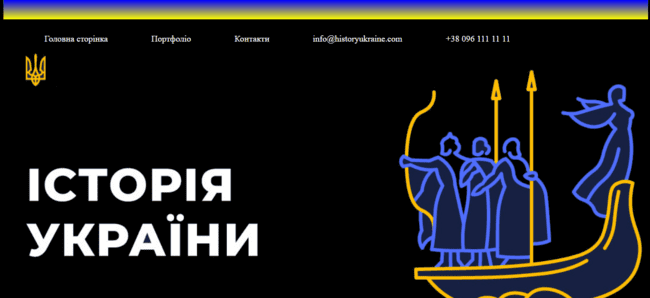 Головна сторінка Портфоліо Контакти info@historyukraine.com +38 096 111 11 11
ІСТОРІЯ
УКРАЇНИ